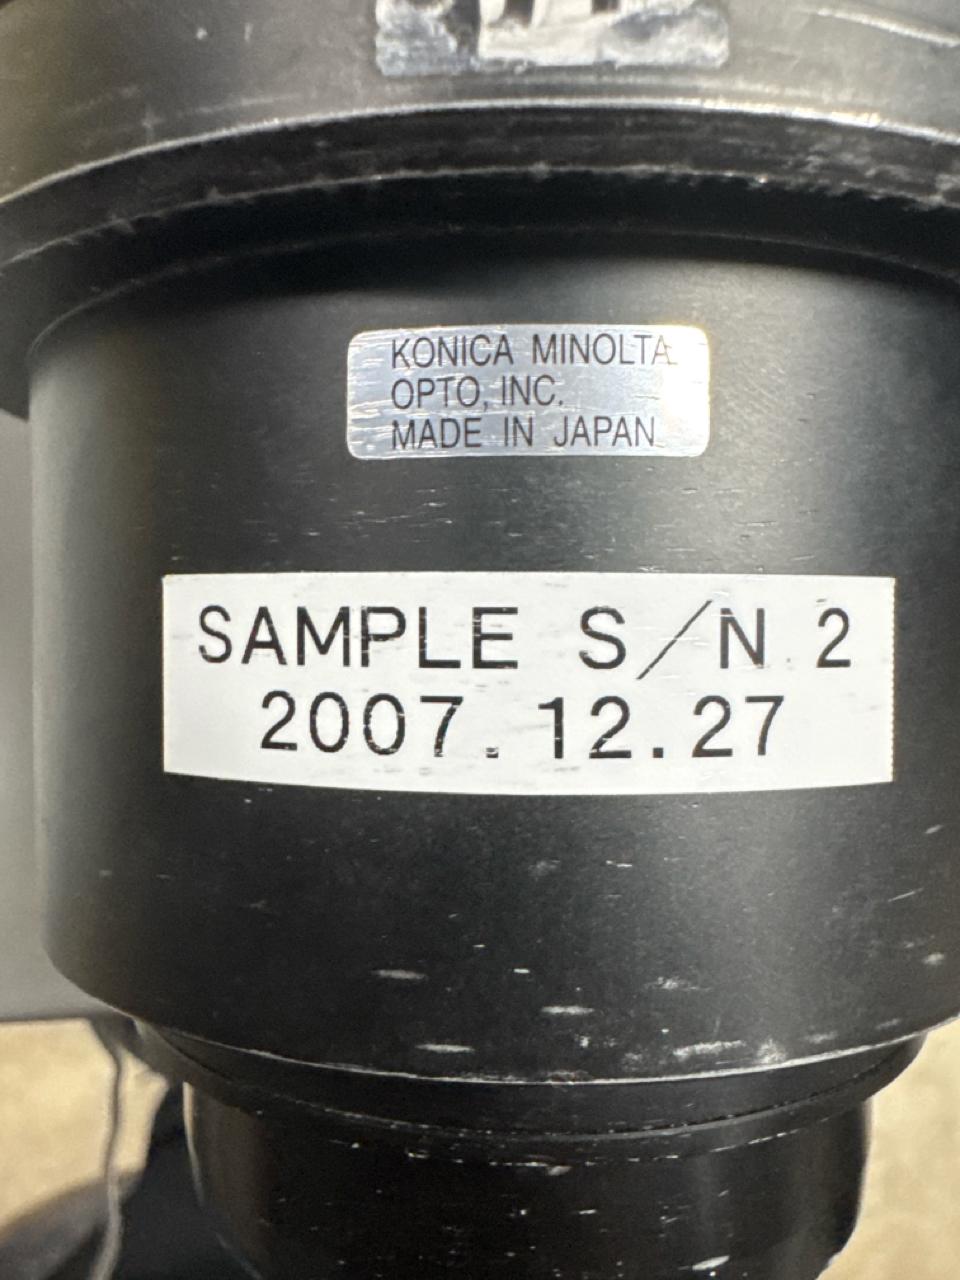 KONICA MINOLTA
OPTO, INC.
MADE IN JAPAN
SAMPLE S/N 2
2007.12.27